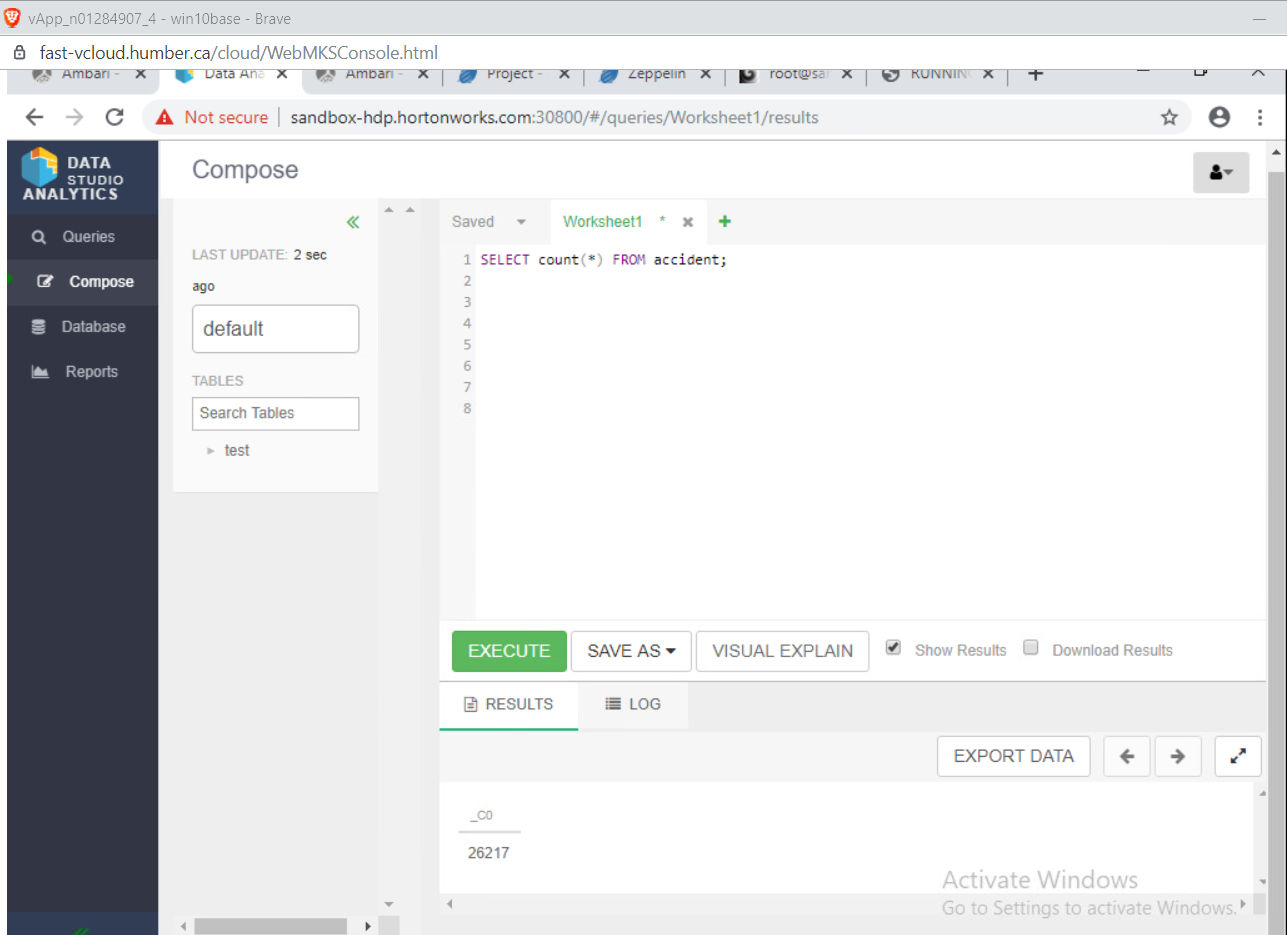 vApp_n01284907_4 - win10base - Brave
fast-vcloud.humber.ca/cloud/WebMKSConsole.html
Ambari - Data Ana Ambari - Project - Zeppelin root@sar RUNNING
Not secure sandbox-hdp.hortonworks.com:30800/#/queries/Worksheet1/results
DATA
STUDIO
ANALYTICS
Queries
Compose
Database
Reports
Compose
LAST UPDATE: 2 sec
ago
default
TABLES
Search Tables
test
Saved Worksheet1 *
1 SELECT count(*) FROM accident;
2
3
4
5
6
7
8
EXECUTE SAVE AS VISUAL EXPLAIN Show Results Download Results
RESULTS LOG
EXPORT DATA
_C0
26217
Activate Windows
Go to Settings to activate Windows.